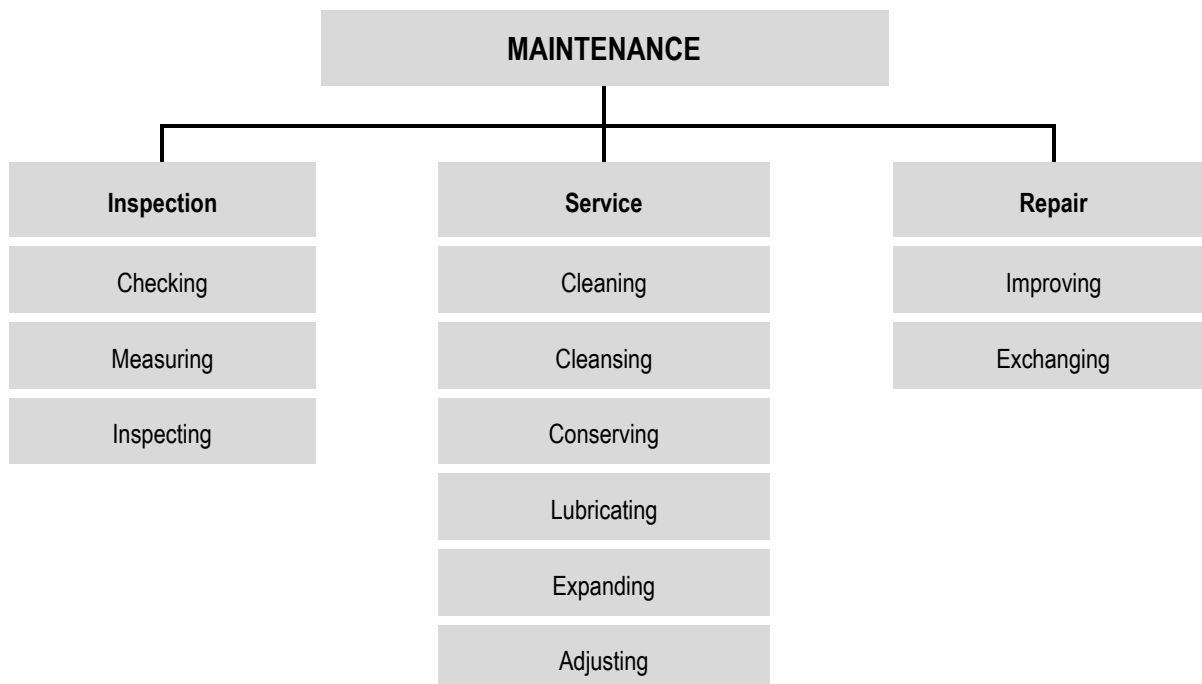 MAINTENANCE
Inspection
Checking
Measuring
Inspecting
Service
Cleaning
Cleansing
Conserving
Lubricating
Expanding
Adjusting
Repair
Improving
Exchanging